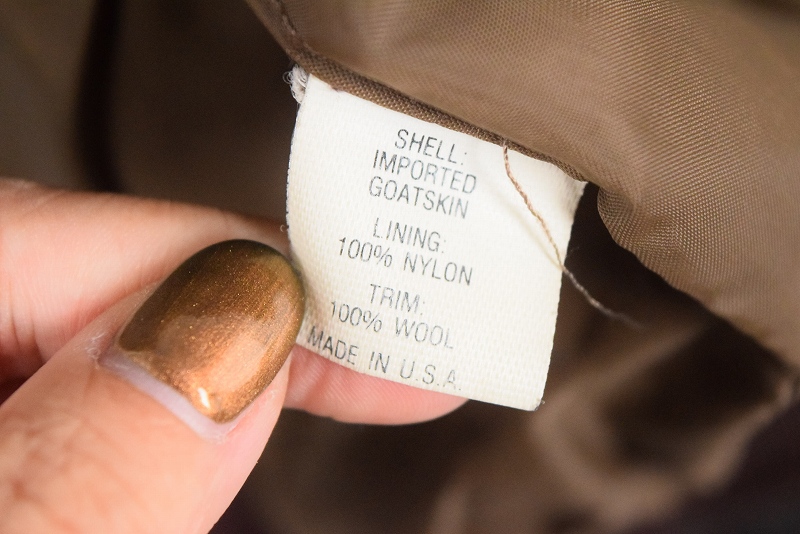 SHELL:
IMPORTED
GOATSKIN
LINING:
100% NYLON
TRIM:
100% WOOL
MADE IN U.S.A.